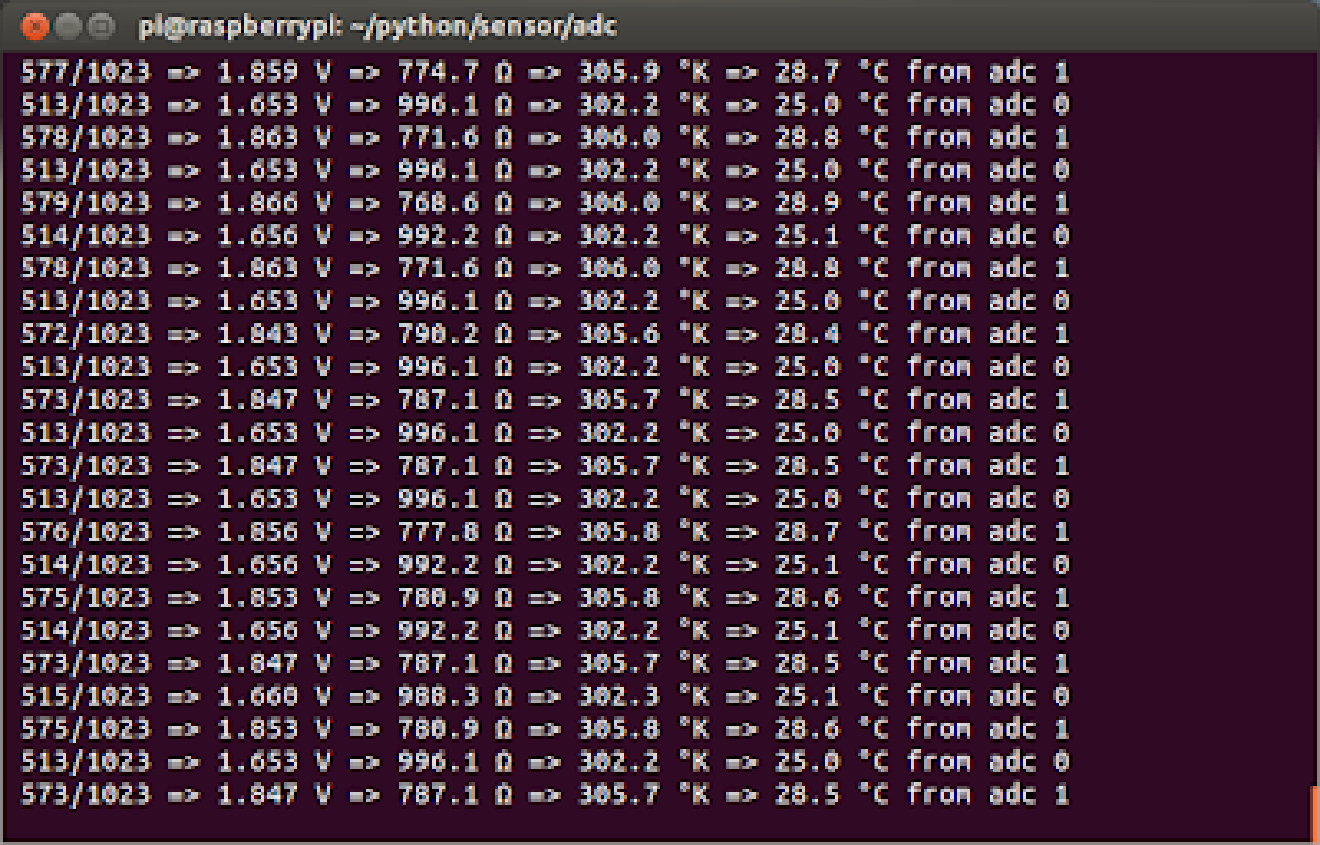 pi@raspberrypi: ~/python/sensor/adc
577/1023 => 1.859 V => 774.7 Ω => 305.9 °K => 28.7 °C from adc 1
513/1023 => 1.653 V => 996.1 Ω => 302.2 °K => 25.0 °C from adc 0
578/1023 => 1.863 V => 771.6 Ω => 306.0 °K => 28.8 °C from adc 1
513/1023 => 1.653 V => 996.1 Ω => 302.2 °K => 25.0 °C from adc 0
579/1023 => 1.866 V => 768.6 Ω => 306.0 °K => 28.9 °C from adc 1
514/1023 => 1.656 V => 992.2 Ω => 302.2 °K => 25.1 °C from adc 0
578/1023 => 1.863 V => 771.6 Ω => 306.0 °K => 28.8 °C from adc 1
513/1023 => 1.653 V => 996.1 Ω => 302.2 °K => 25.0 °C from adc 0
572/1023 => 1.843 V => 790.2 Ω => 305.6 °K => 28.4 °C from adc 1
513/1023 => 1.653 V => 996.1 Ω => 302.2 °K => 25.0 °C from adc 0
573/1023 => 1.847 V => 787.1 Ω => 305.7 °K => 28.5 °C from adc 1
513/1023 => 1.653 V => 996.1 Ω => 302.2 °K => 25.0 °C from adc 0
573/1023 => 1.847 V => 787.1 Ω => 305.7 °K => 28.5 °C from adc 1
513/1023 => 1.653 V => 996.1 Ω => 302.2 °K => 25.0 °C from adc 0
576/1023 => 1.856 V => 777.8 Ω => 305.8 °K => 28.7 °C from adc 1
514/1023 => 1.656 V => 992.2 Ω => 302.2 °K => 25.1 °C from adc 0
575/1023 => 1.853 V => 780.9 Ω => 305.8 °K => 28.6 °C from adc 1
514/1023 => 1.656 V => 992.2 Ω => 302.2 °K => 25.1 °C from adc 0
573/1023 => 1.847 V => 787.1 Ω => 305.7 °K => 28.5 °C from adc 1
515/1023 => 1.660 V => 988.3 Ω => 302.3 °K => 25.1 °C from adc 0
575/1023 => 1.853 V => 780.9 Ω => 305.8 °K => 28.6 °C from adc 1
513/1023 => 1.653 V => 996.1 Ω => 302.2 °K => 25.0 °C from adc 0
573/1023 => 1.847 V => 787.1 Ω => 305.7 °K => 28.5 °C from adc 1